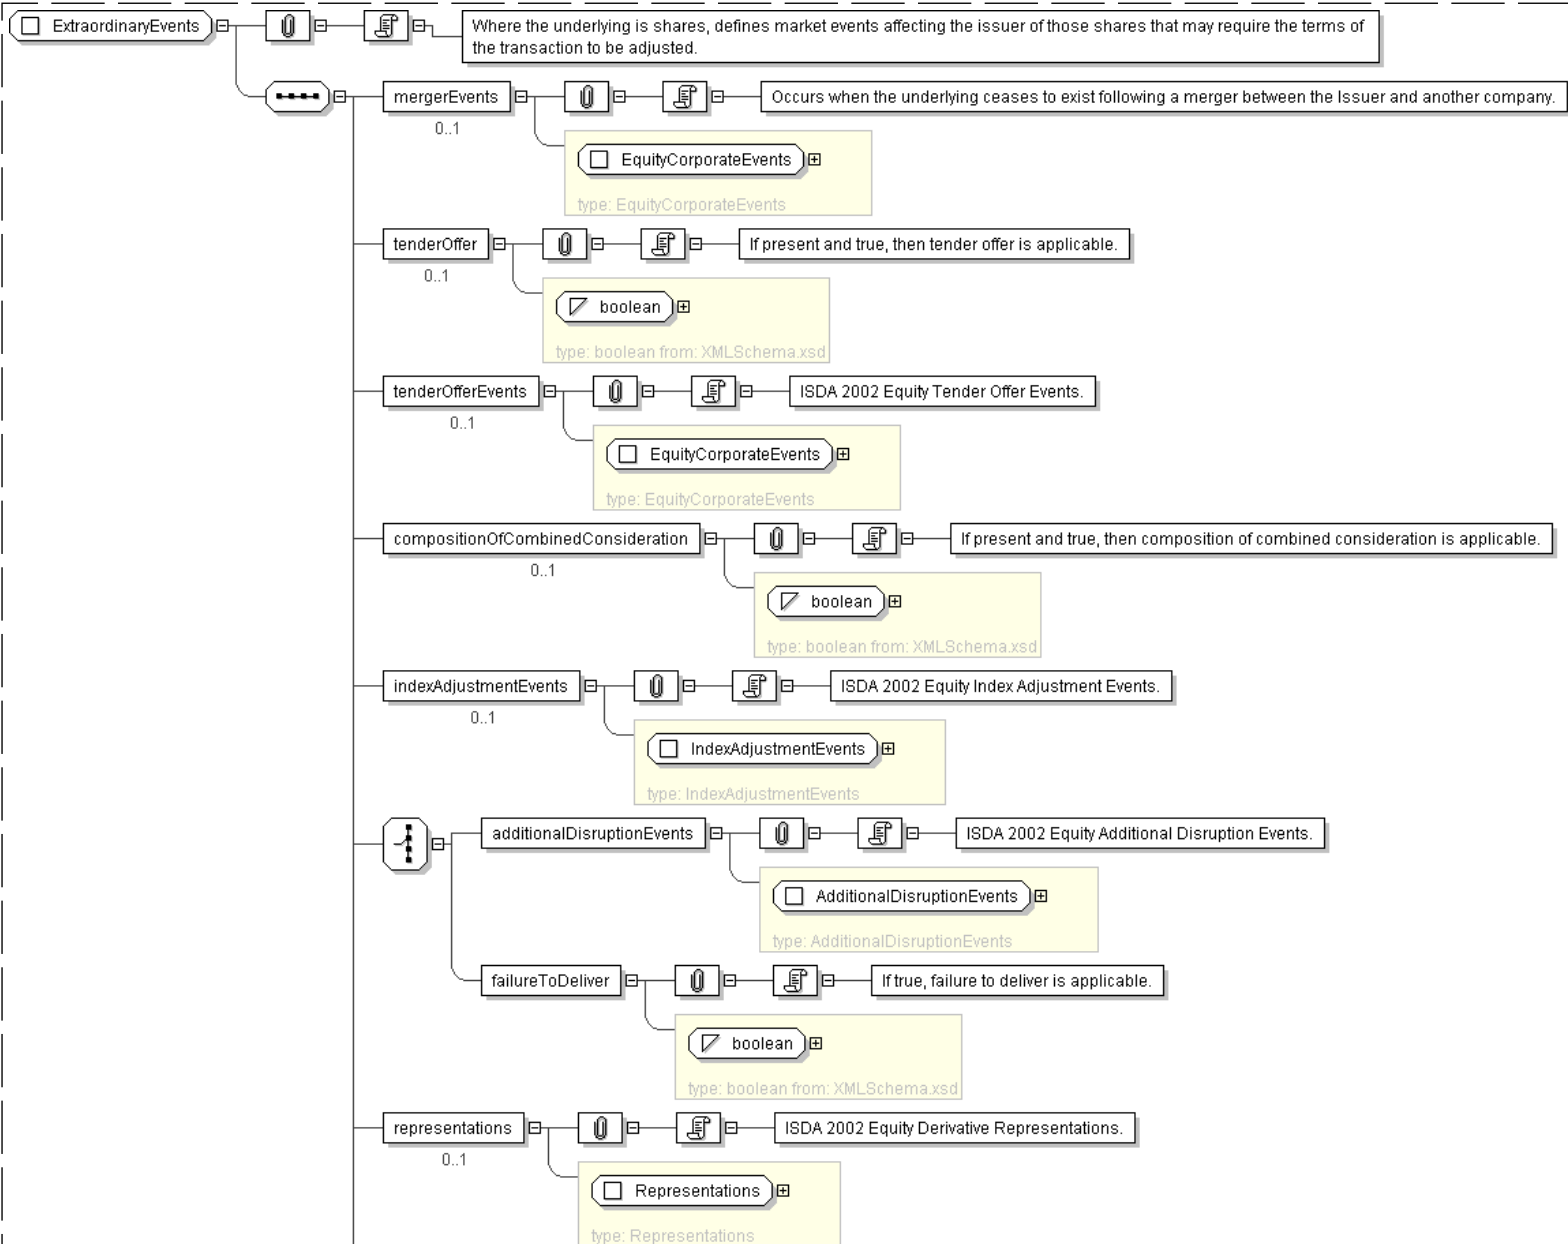 ExtraordinaryEvents
Where the underlying is shares, defines market events affecting the issuer of those shares that may require the terms of
the transaction to be adjusted.
mergerEvents
Occurs when the underlying ceases to exist following a merger between the Issuer and another company.
0..1
EquityCorporateEvents
type: EquityCorporateEvents
tenderOffer
If present and true, then tender offer is applicable.
0..1
boolean
type: boolean from: XMLSchema.xsd
tenderOfferEvents
ISDA 2002 Equity Tender Offer Events.
0..1
EquityCorporateEvents
type: EquityCorporateEvents
compositionOfCombinedConsideration
If present and true, then composition of combined consideration is applicable.
0..1
boolean
type: boolean from: XMLSchema.xsd
indexAdjustmentEvents
ISDA 2002 Equity Index Adjustment Events.
0..1
IndexAdjustmentEvents
type: IndexAdjustmentEvents
additionalDisruptionEvents
ISDA 2002 Equity Additional Disruption Events.
AdditionalDisruptionEvents
type: AdditionalDisruptionEvents
failureToDeliver
If true, failure to deliver is applicable.
boolean
type: boolean from: XMLSchema.xsd
representations
ISDA 2002 Equity Derivative Representations.
0..1
Representations
type: Representations